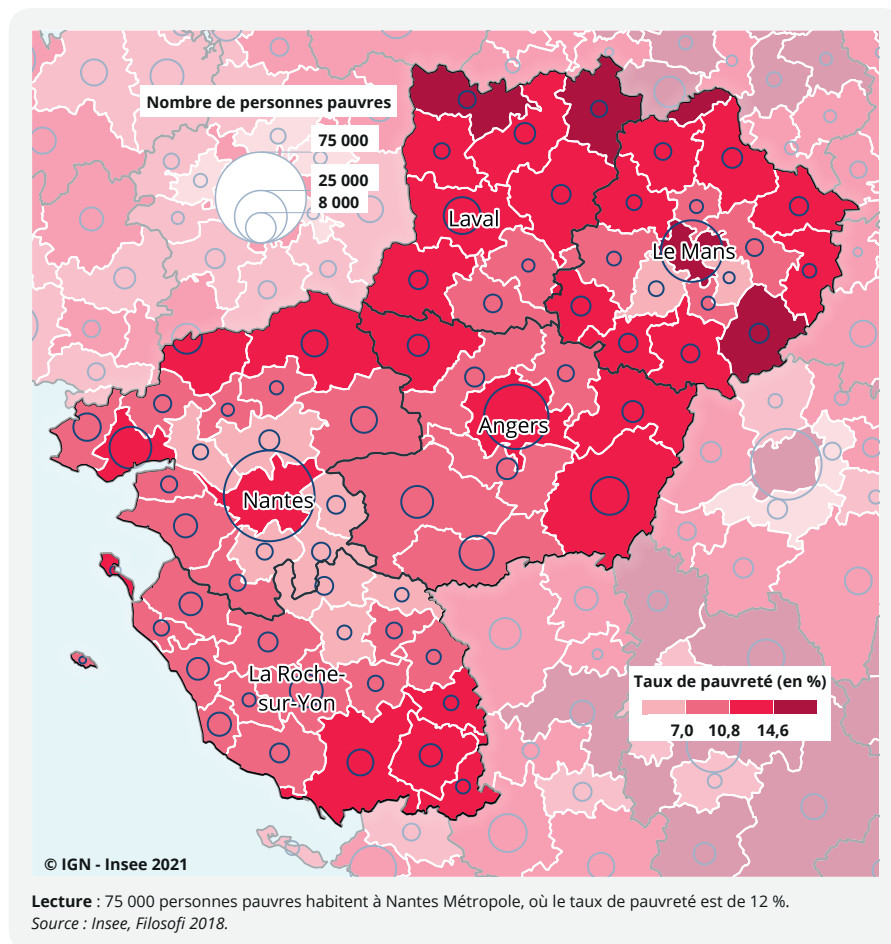 Nombre de personnes pauvres
75 000
25 000
8 000
Laval
Le Mans
Angers
Nantes
La Roche-
sur-Yon
Taux de pauvreté (en %)
7,0 10,8 14,6
© IGN - Insee 2021
Lecture : 75 000 personnes pauvres habitent à Nantes Métropole, où le taux de pauvreté est de 12 %.
Source : Insee, Filosofi 2018.